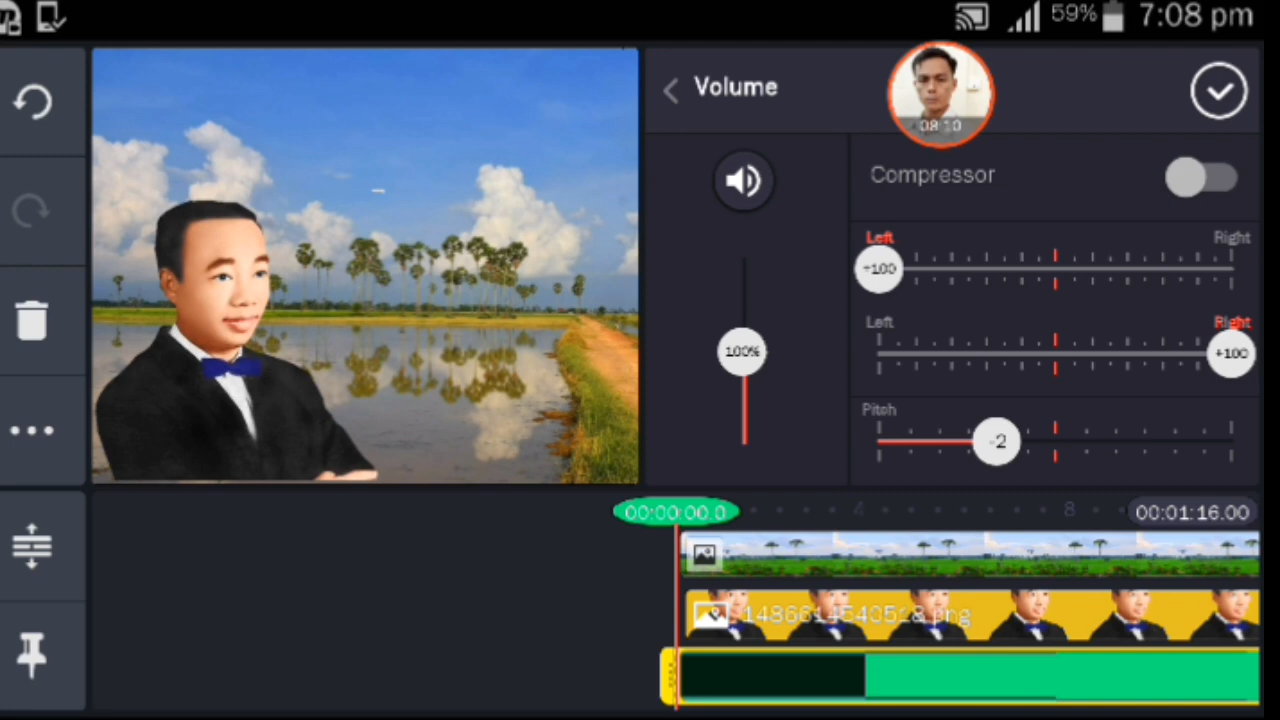 59% 7:08 pm
Volume
08:10
Compressor
Left Right
-100
Left Right
100%
+100
Pitch
-2
00:00:00.0 4 8 00:01:16.00
1486614540518.png